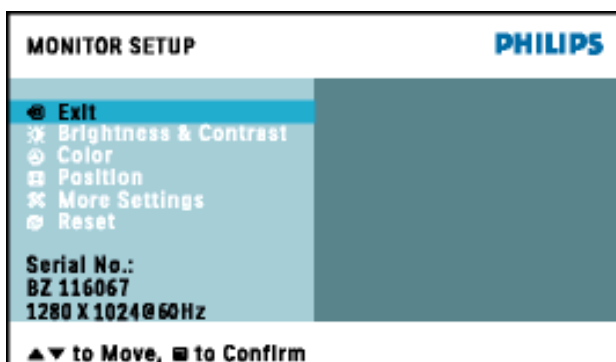 MONITOR SETUP
PHILIPS
Exit
Brightness & Contrast
Color
Position
More Settings
Reset
Serial No.:
BZ 116067
1280 X 1024@60Hz
▲▼ to Move, ■ to Confirm